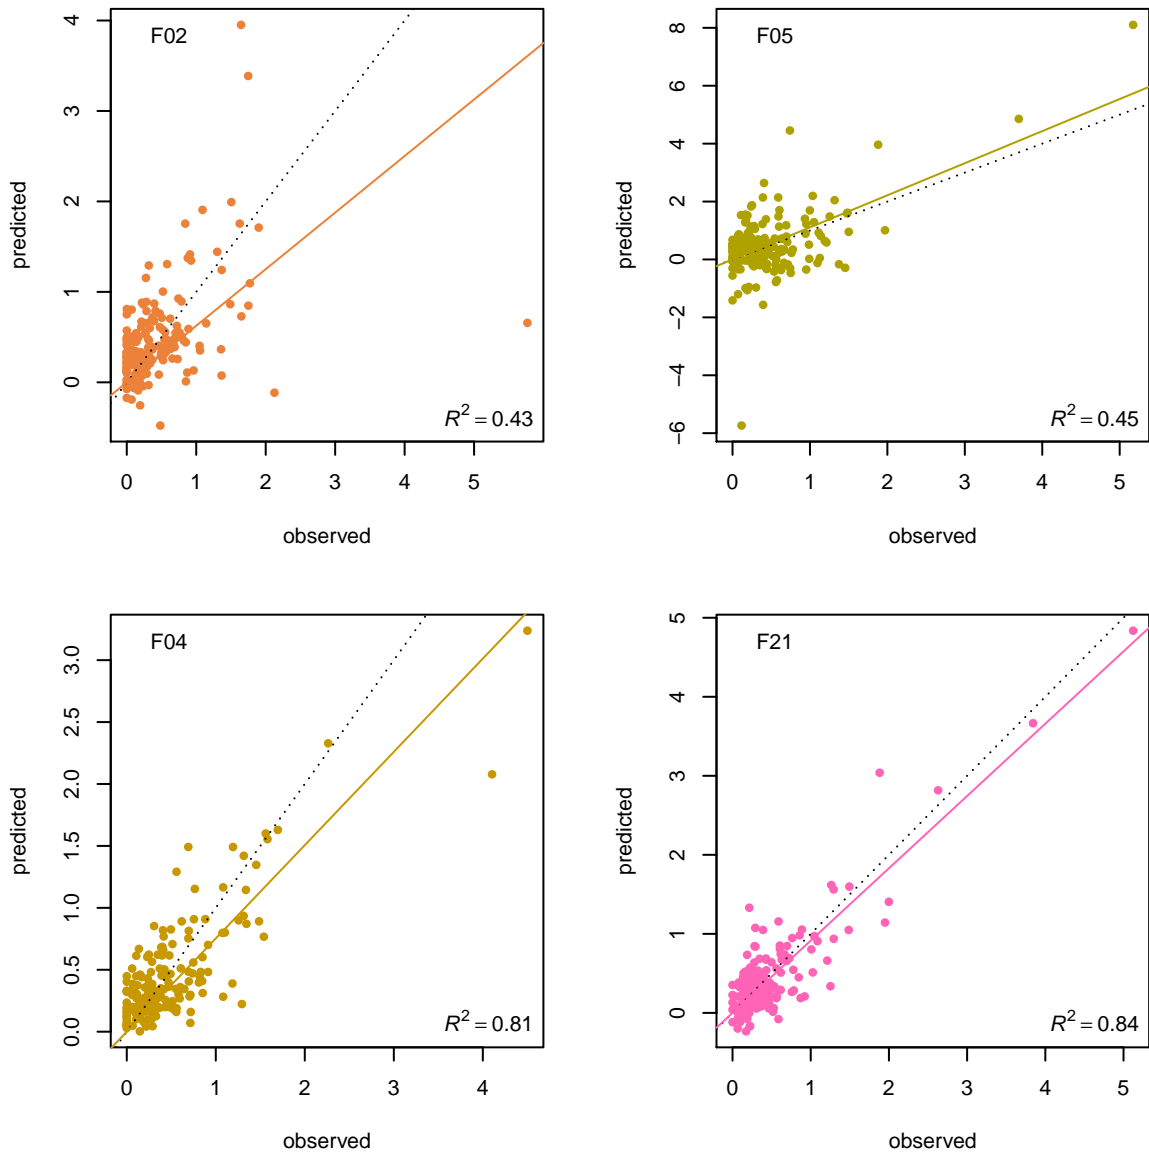 F02
4
3
2
1
0
predicted
R² = 0.43
0 1 2 3 4 5
observed
F05
8
6
4
2
0
−2
−4
−6
predicted
R² = 0.45
0 1 2 3 4 5
observed
F04
3.0
2.5
2.0
1.5
1.0
0.5
0.0
predicted
R² = 0.81
0 1 2 3 4
observed
F21
5
4
3
2
1
0
predicted
R² = 0.84
0 1 2 3 4 5
observed